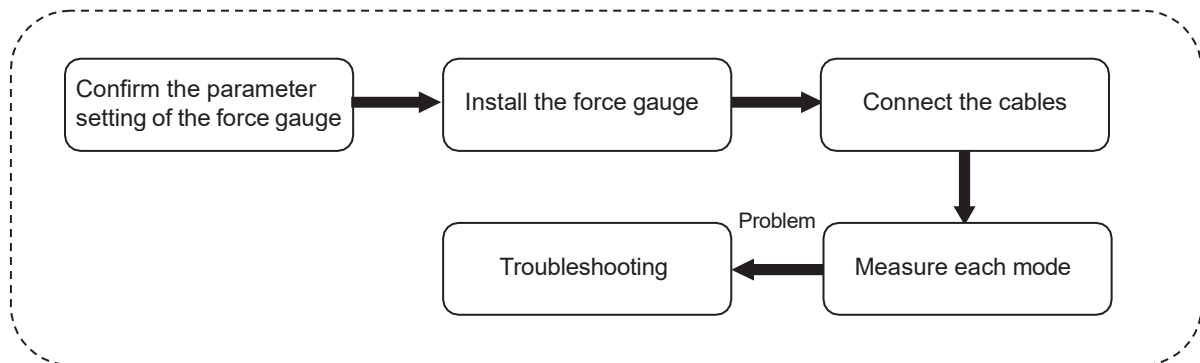 Confirm the parameter
setting of the force gauge
Install the force gauge
Connect the cables
Problem
Troubleshooting
Measure each mode